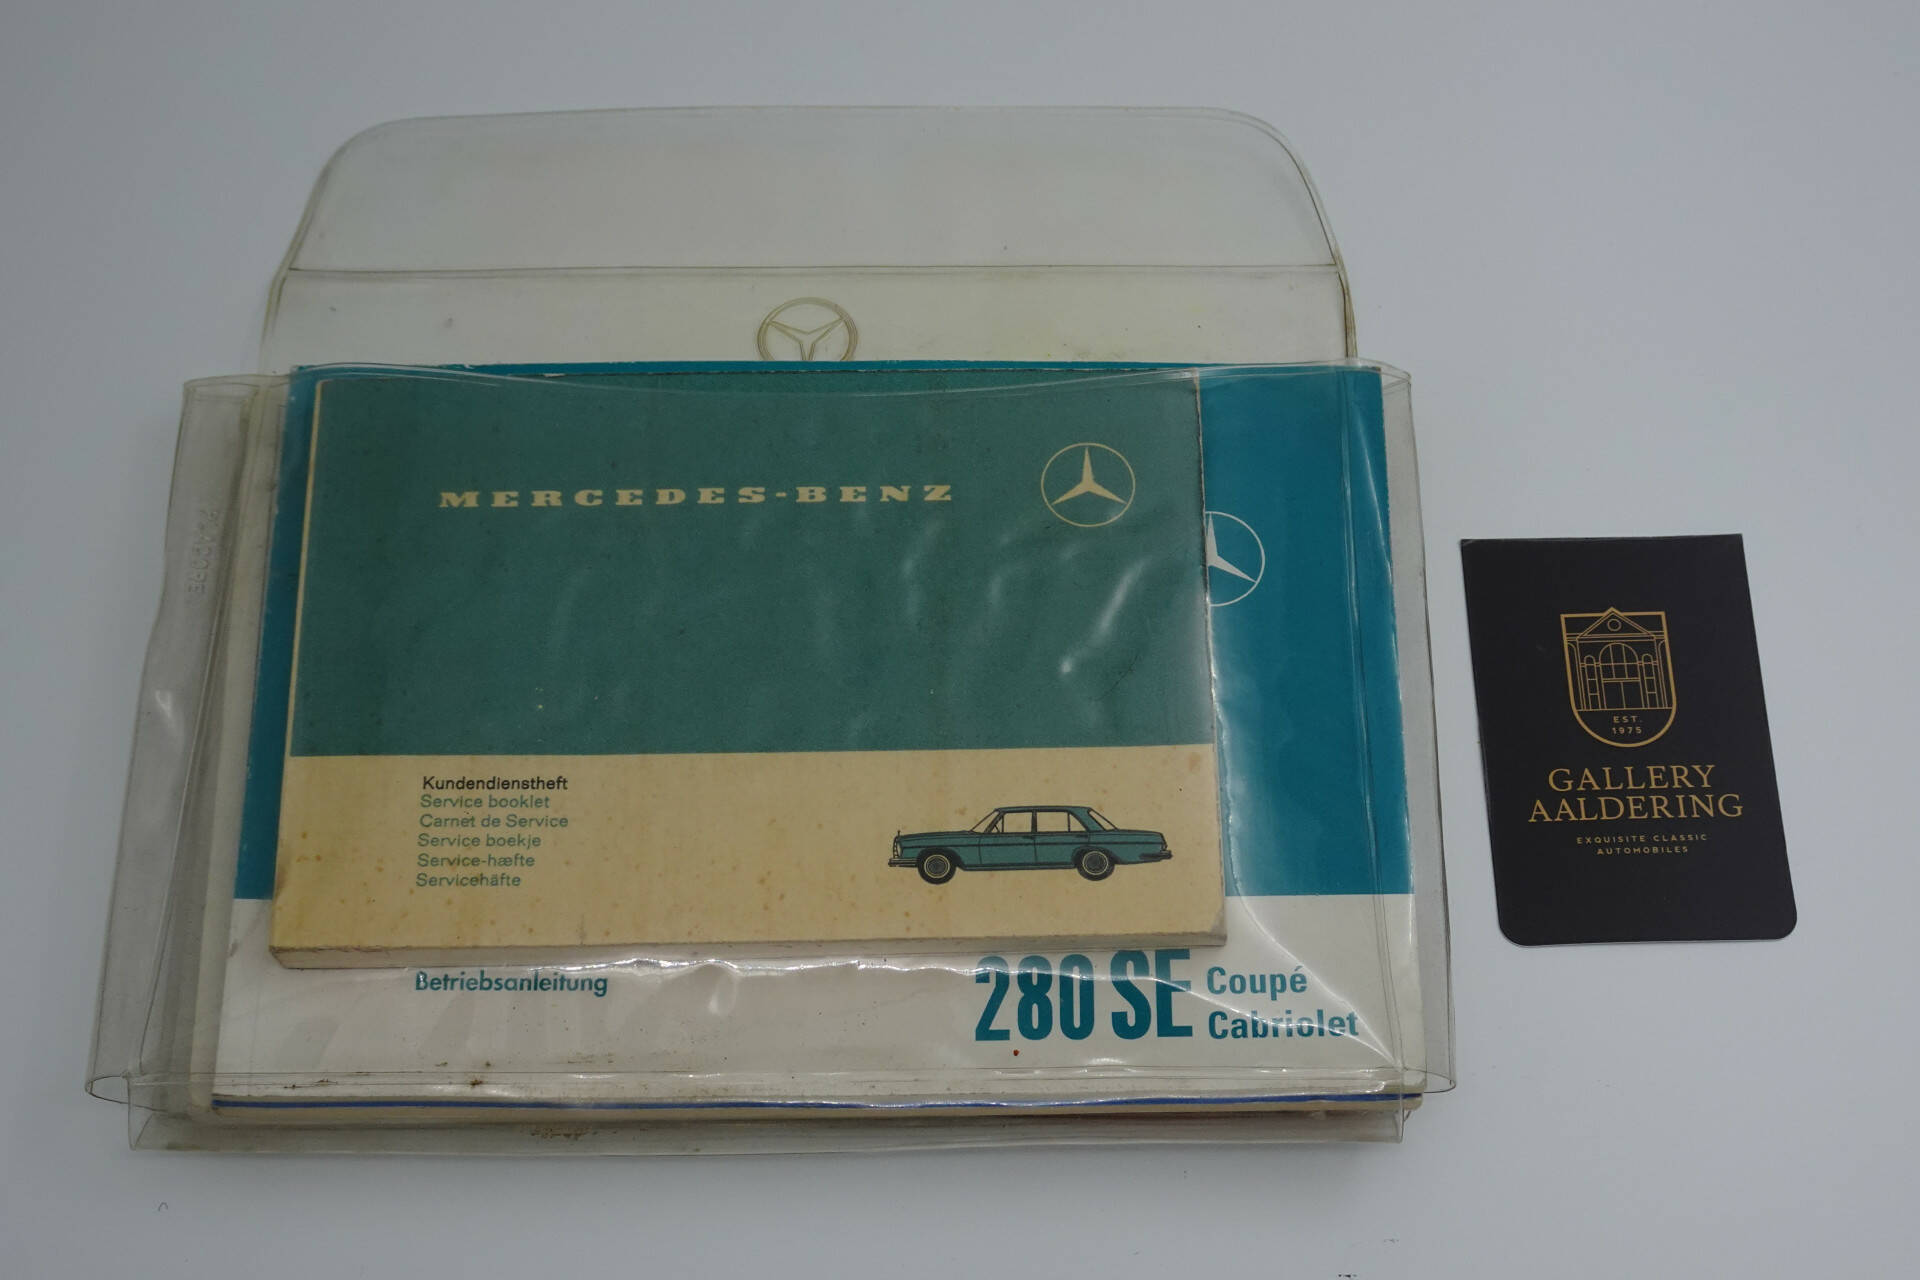 MERCEDES-BENZ
Kundendienstheft
Service booklet
Carnet de Service
Service boekje
Service-hæfte
Servicehäfte
Betriebsanleitung
280 SE Coupé
Cabriolet
EST.
1975
GALLERY
AALDERING
EXQUISITE CLASSIC
AUTOMOBILES